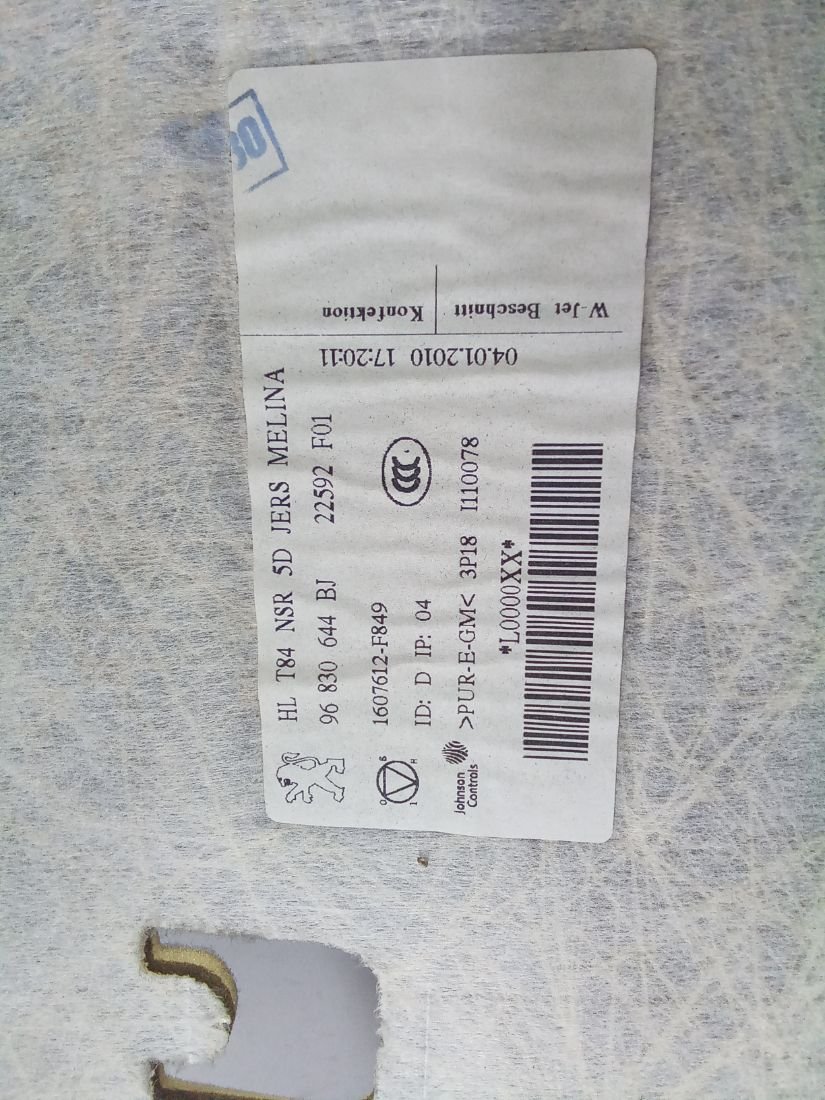 HL T84 NSR 5D JERS MELINA
96 830 644 BJ 22592 F01
1607612-F849
ID: D IP: 04
>PUR-E-GM< 3P18 I110078
Johnson
Controls
*L0000XX*
04.01.2010 17:20:11
W-Jet Beschnitt
Konfektion
30